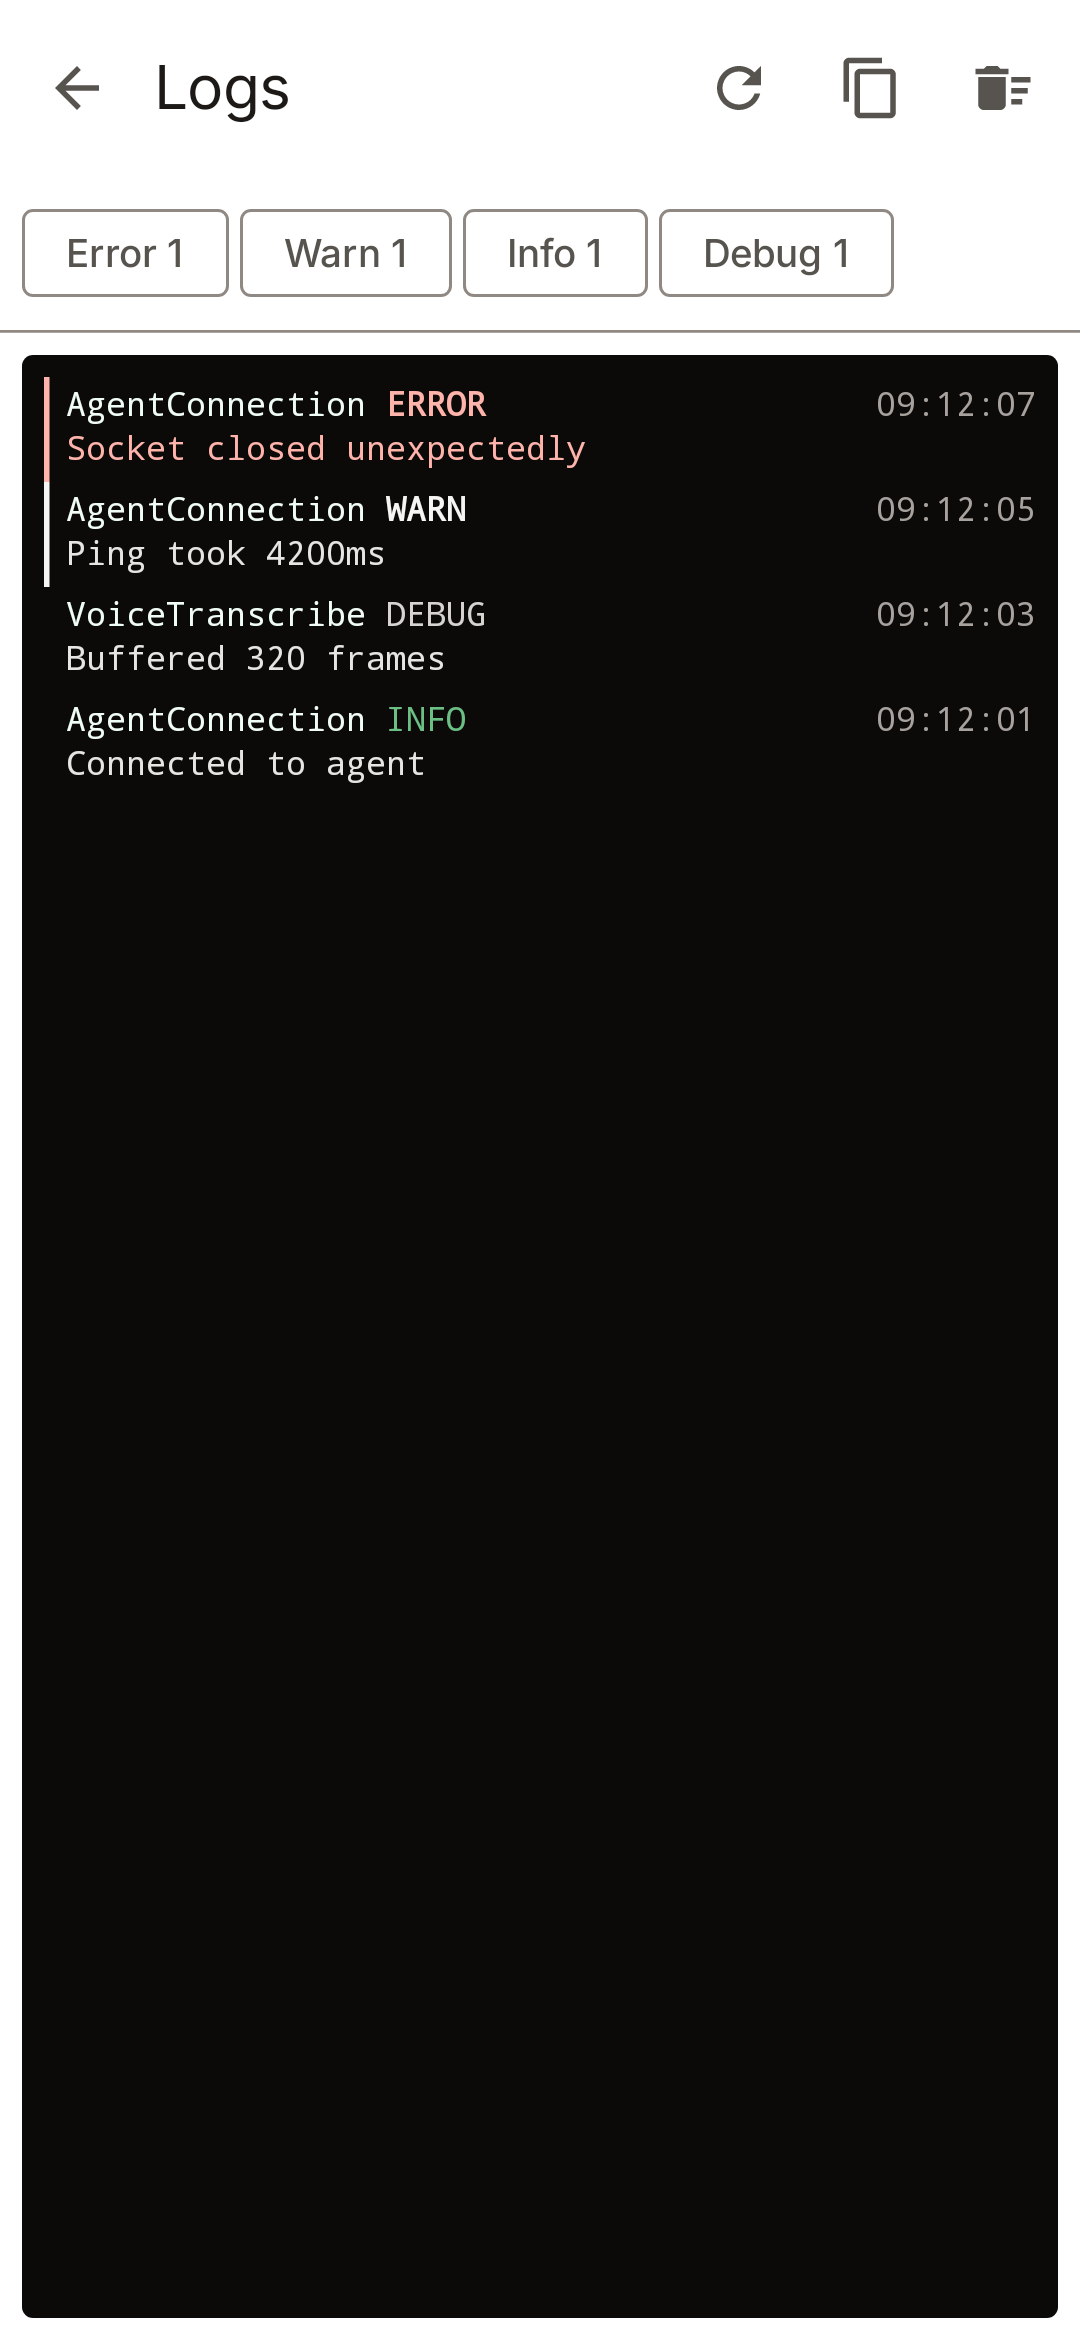 Logs
Error 1
Warn 1
Info 1
Debug 1
AgentConnection ERROR 09:12:07
Socket closed unexpectedly
AgentConnection WARN 09:12:05
Ping took 4200ms
VoiceTranscribe DEBUG 09:12:03
Buffered 320 frames
AgentConnection INFO 09:12:01
Connected to agent